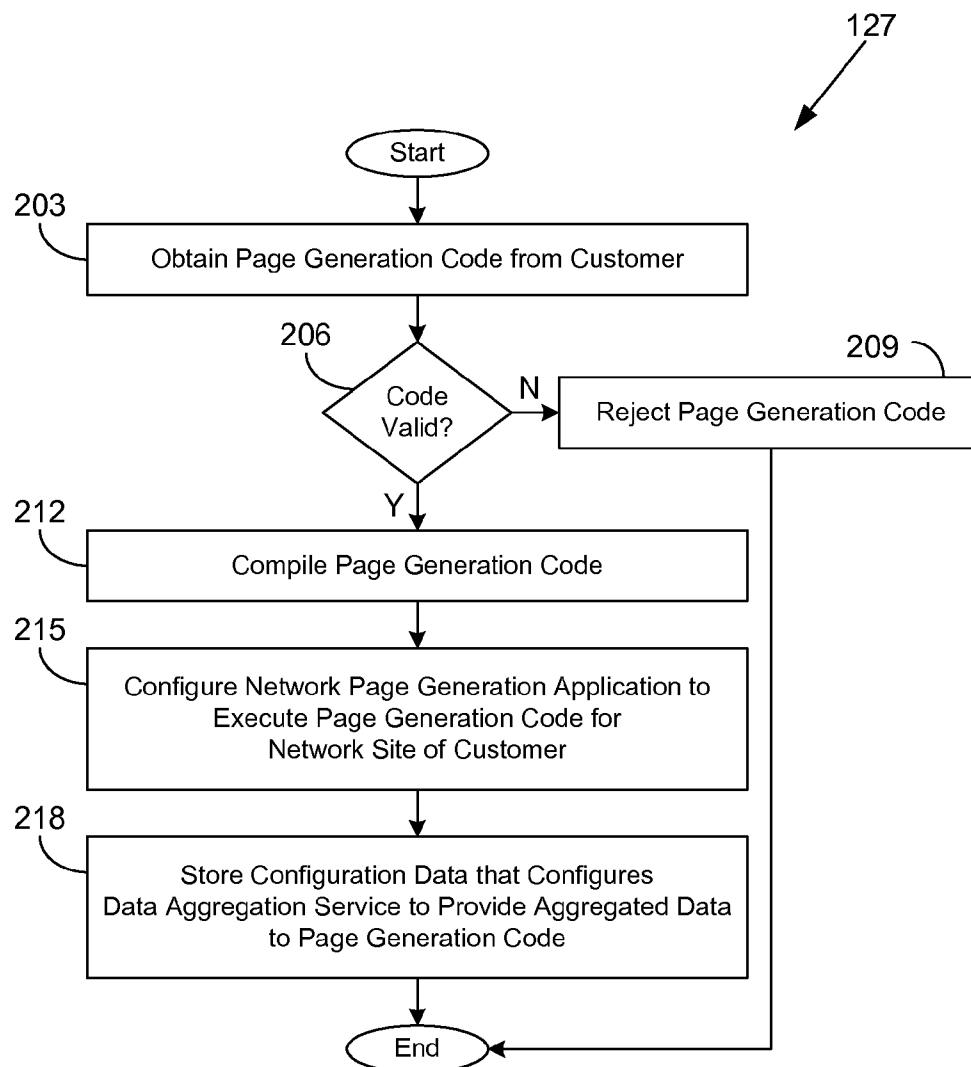 127
Start
203
Obtain Page Generation Code from Customer
206
Code
Valid?
N
209
Reject Page Generation Code
Y
212
Compile Page Generation Code
215
Configure Network Page Generation Application to
Execute Page Generation Code for
Network Site of Customer
218
Store Configuration Data that Configures
Data Aggregation Service to Provide Aggregated Data
to Page Generation Code
End